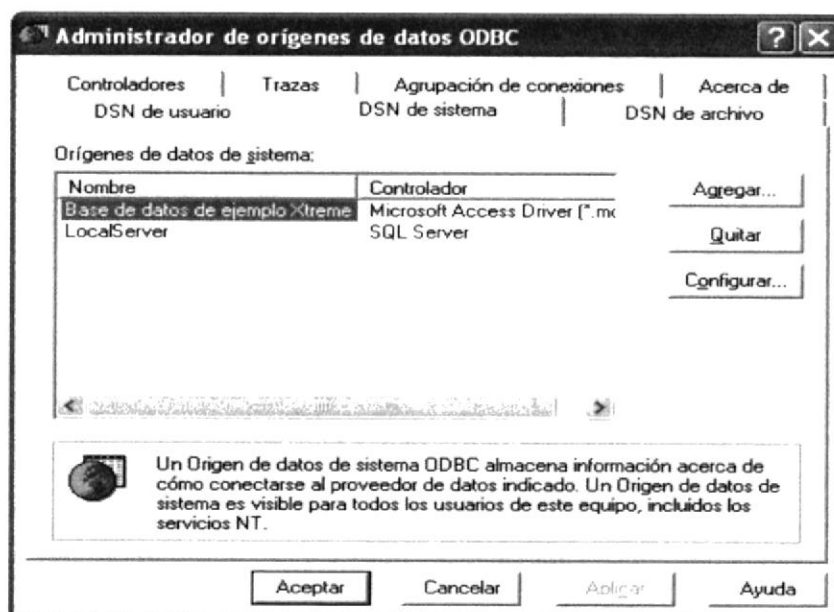 Administrador de orígenes de datos ODBC
Controladores Trazas Agrupación de conexiones Acerca de
DSN de usuario DSN de sistema DSN de archivo
Orígenes de datos de sistema:
Nombre Controlador
Base de datos de ejemplo Xtreme Microsoft Access Driver (*.mc
LocalServer SQL Server
Agregar...
Quitar
Configurar...
Un Origen de datos de sistema ODBC almacena información acerca de
cómo conectarse al proveedor de datos indicado. Un Origen de datos de
sistema es visible para todos los usuarios de este equipo, incluidos los
servicios NT.
Aceptar Cancelar Aplicar Ayuda